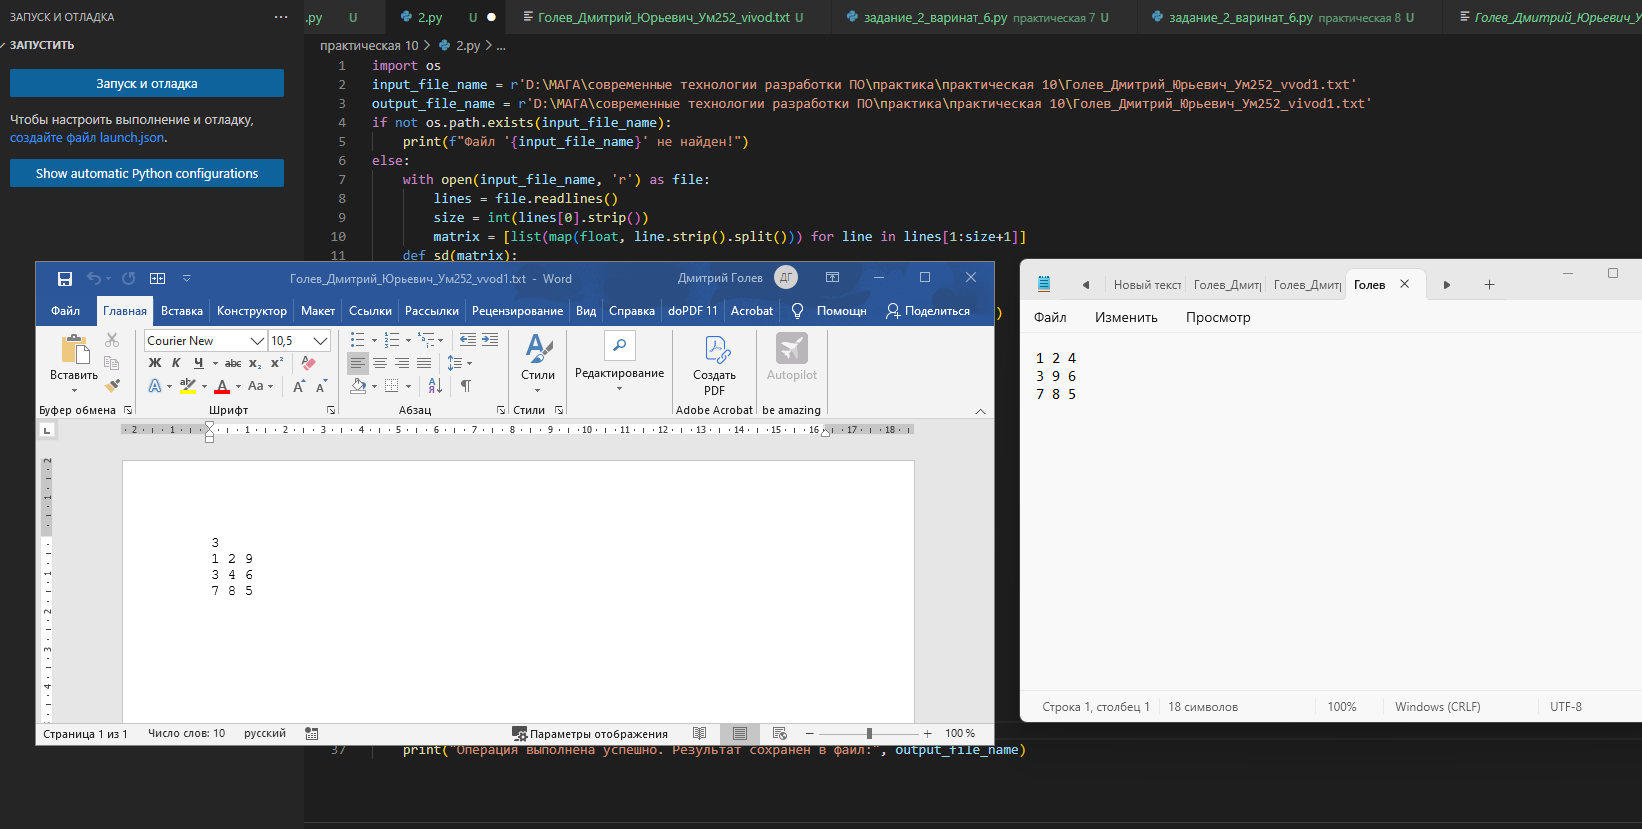 ЗАПУСК И ОТЛАДКА
ЗАПУСТИТЬ
Запуск и отладка
Чтобы настроить выполнение и отладку,
создайте файл launch.json.
Show automatic Python configurations
.py U
2.py U
Голев_Дмитрий_Юрьевич_Ум252_vivod.txt U
задание_2_варинат_6.py практическая 7 U
задание_2_варинат_6.py практическая 8 U
Голев_Дмитрий_Юрьевич_У
практическая 10 > 2.py > ...
1 import os
2 input_file_name = r'D:\МАГА\современные технологии разработки ПО\практика\практическая 10\Голев_Дмитрий_Юрьевич_Ум252_vvod1.txt'
3 output_file_name = r'D:\МАГА\современные технологии разработки ПО\практика\практическая 10\Голев_Дмитрий_Юрьевич_Ум252_vivod1.txt'
4 if not os.path.exists(input_file_name):
5 print(f"Файл '{input_file_name}' не найден!")
6 else:
7 with open(input_file_name, 'r') as file:
8 lines = file.readlines()
9 size = int(lines[0].strip())
10 matrix = [list(map(float, line.strip().split())) for line in lines[1:size+1]]
11 def sd(matrix):
)
37 print("Операция выполнена успешно. Результат сохранен в файл:", output_file_name)
Голев_Дмитрий_Юрьевич_Ум252_vvod1.txt - Word
Дмитрий Голев ДГ
Файл Главная Вставка Конструктор Макет Ссылки Рассылки Рецензирование Вид Справка doPDF 11 Acrobat Помощн Поделиться
Courier New 10,5
Вставить
Ж К Ч abc x₂ x²
Aa
Стили
Редактирование
Создать
PDF
Autopilot
Буфер обмена Шрифт Абзац Стили Adobe Acrobat be amazing
2 1 1 2 3 4 5 6 7 8 9 10 11 12 13 14 15 16 17 18
3
1 2 9
3 4 6
7 8 5
Страница 1 из 1 Число слов: 10 русский Параметры отображения 100 %
Новый текст Голев_Дмит Голев_Дмит Голев
Файл Изменить Просмотр
1 2 4
3 9 6
7 8 5
Строка 1, столбец 1 18 символов 100% Windows (CRLF) UTF-8